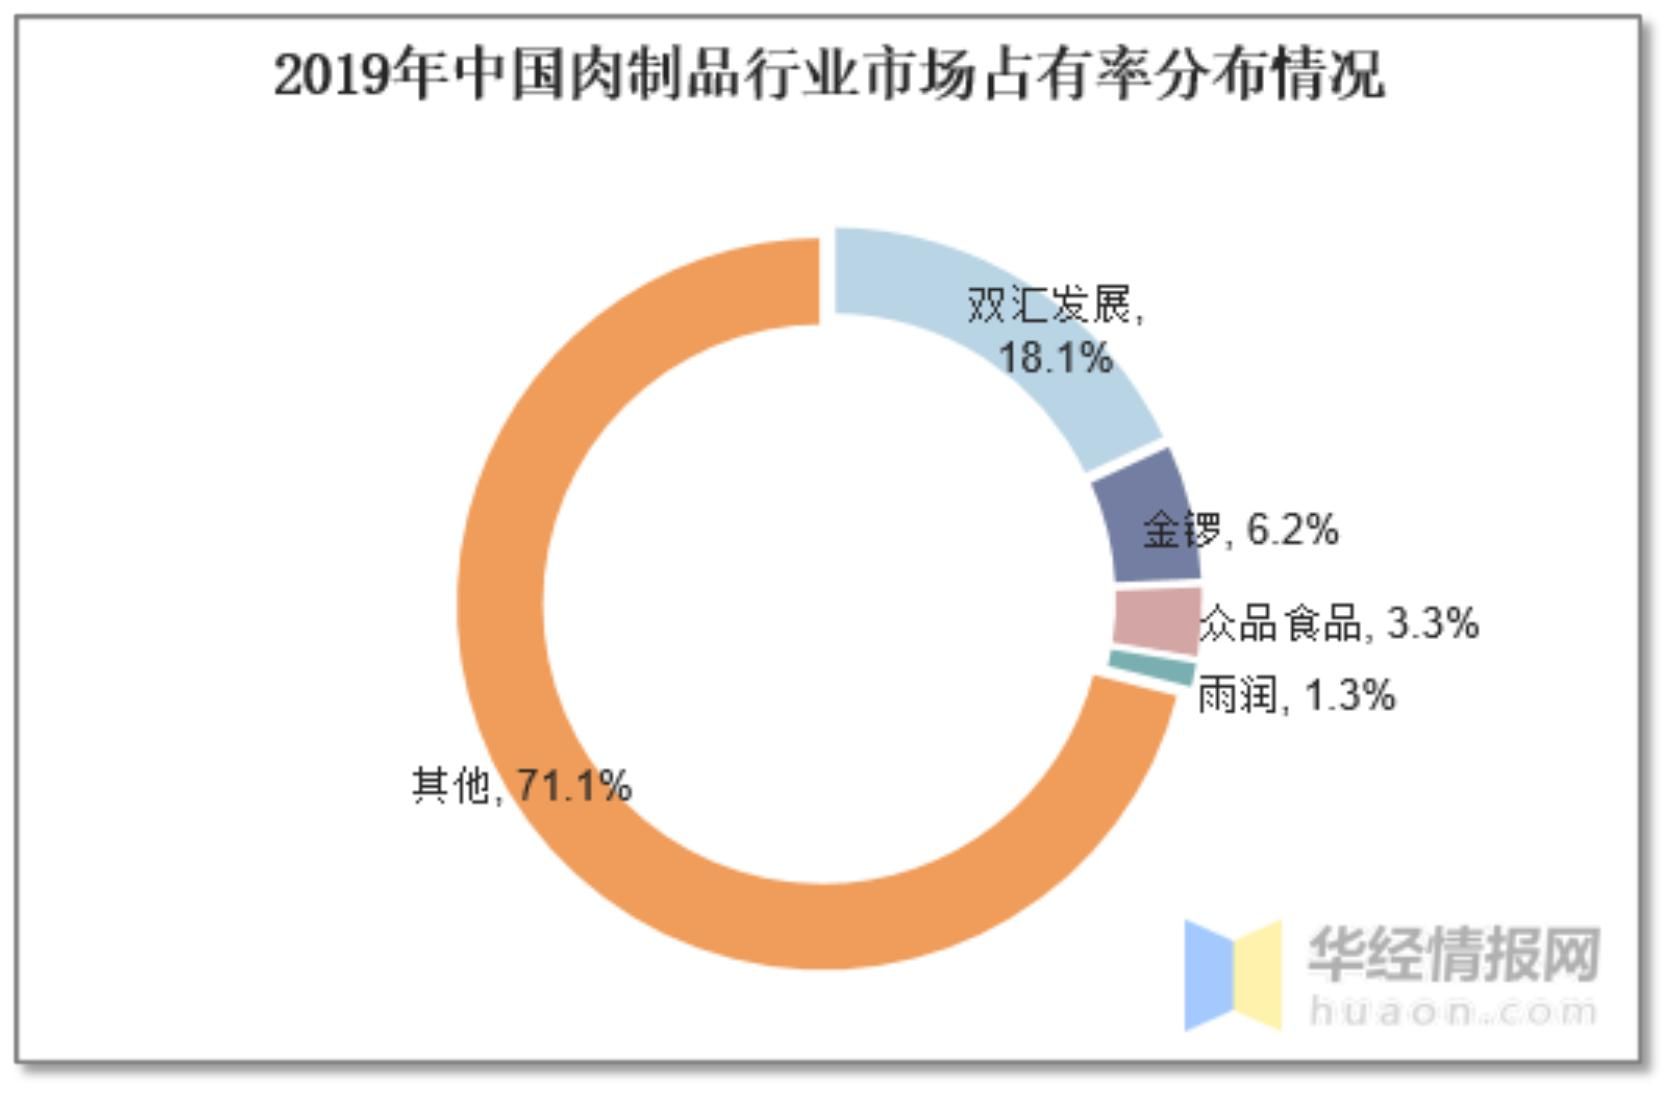 2019年中国肉制品行业市场占有率分布情况
双汇发展,
18.1%
金锣, 6.2%
众品食品, 3.3%
雨润, 1.3%
其他, 71.1%
华经情报网
huaon.com